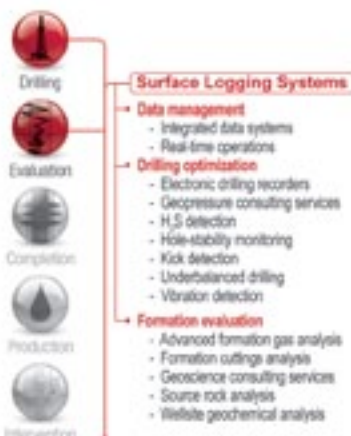 Drilling
Surface Logging Systems
Data management
- Integrated data systems
- Real-time operations
Evaluation
Drilling optimization
- Electronic drilling recorders
- Geopressure consulting services
- H₂S detection
- Hole-stability monitoring
- Kick detection
- Underbalanced drilling
- Vibration detection
Completion
Production
Formation evaluation
- Advanced formation gas analysis
- Formation cuttings analysis
- Geoscience consulting services
- Source rock analysis
- Wellsite geochemical analysis
Intervention